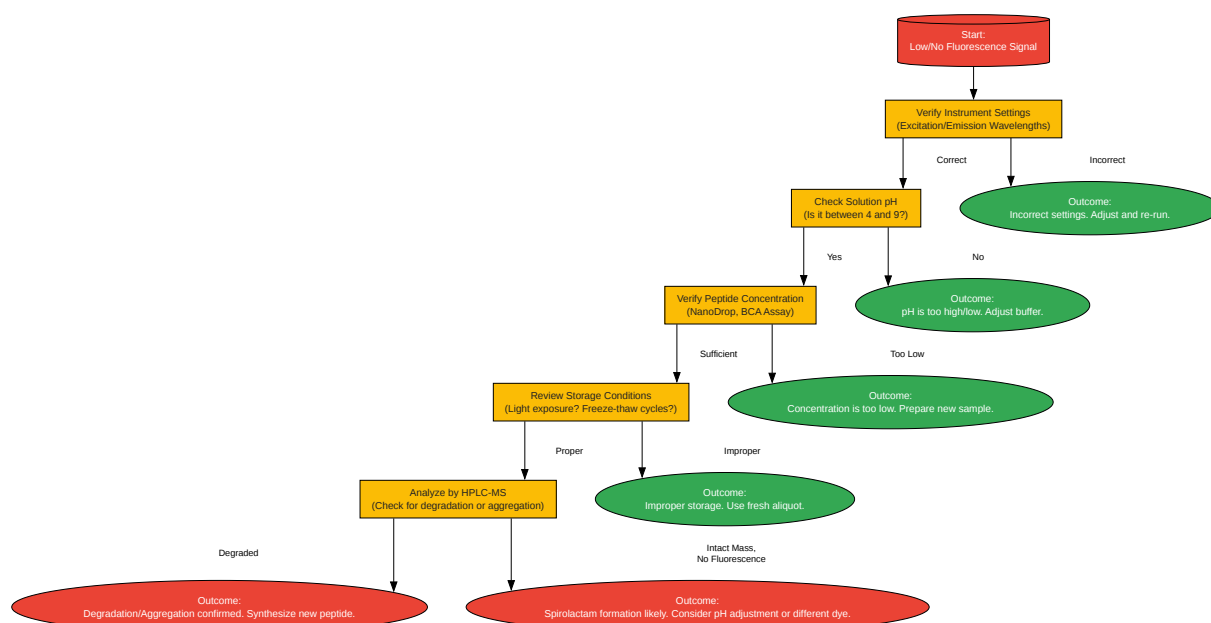 Start:
Low/No Fluorescence Signal
Verify Instrument Settings
(Excitation/Emission Wavelengths)
Correct
Incorrect
Check Solution pH
(Is it between 4 and 9?)
Outcome:
Incorrect settings. Adjust and re-run.
Yes
No
Verify Peptide Concentration
(NanoDrop, BCA Assay)
Outcome:
pH is too high/low. Adjust buffer.
Sufficient
Too Low
Review Storage Conditions
(Light exposure? Freeze-thaw cycles?)
Outcome:
Concentration is too low. Prepare new sample.
Proper
Improper
Analyze by HPLC-MS
(Check for degradation or aggregation)
Outcome:
Improper storage. Use fresh aliquot.
Degraded
Intact Mass,
No Fluorescence
Outcome:
Degradation/Aggregation confirmed. Synthesize new peptide.
Outcome:
Spirolactam formation likely. Consider pH adjustment or different dye.